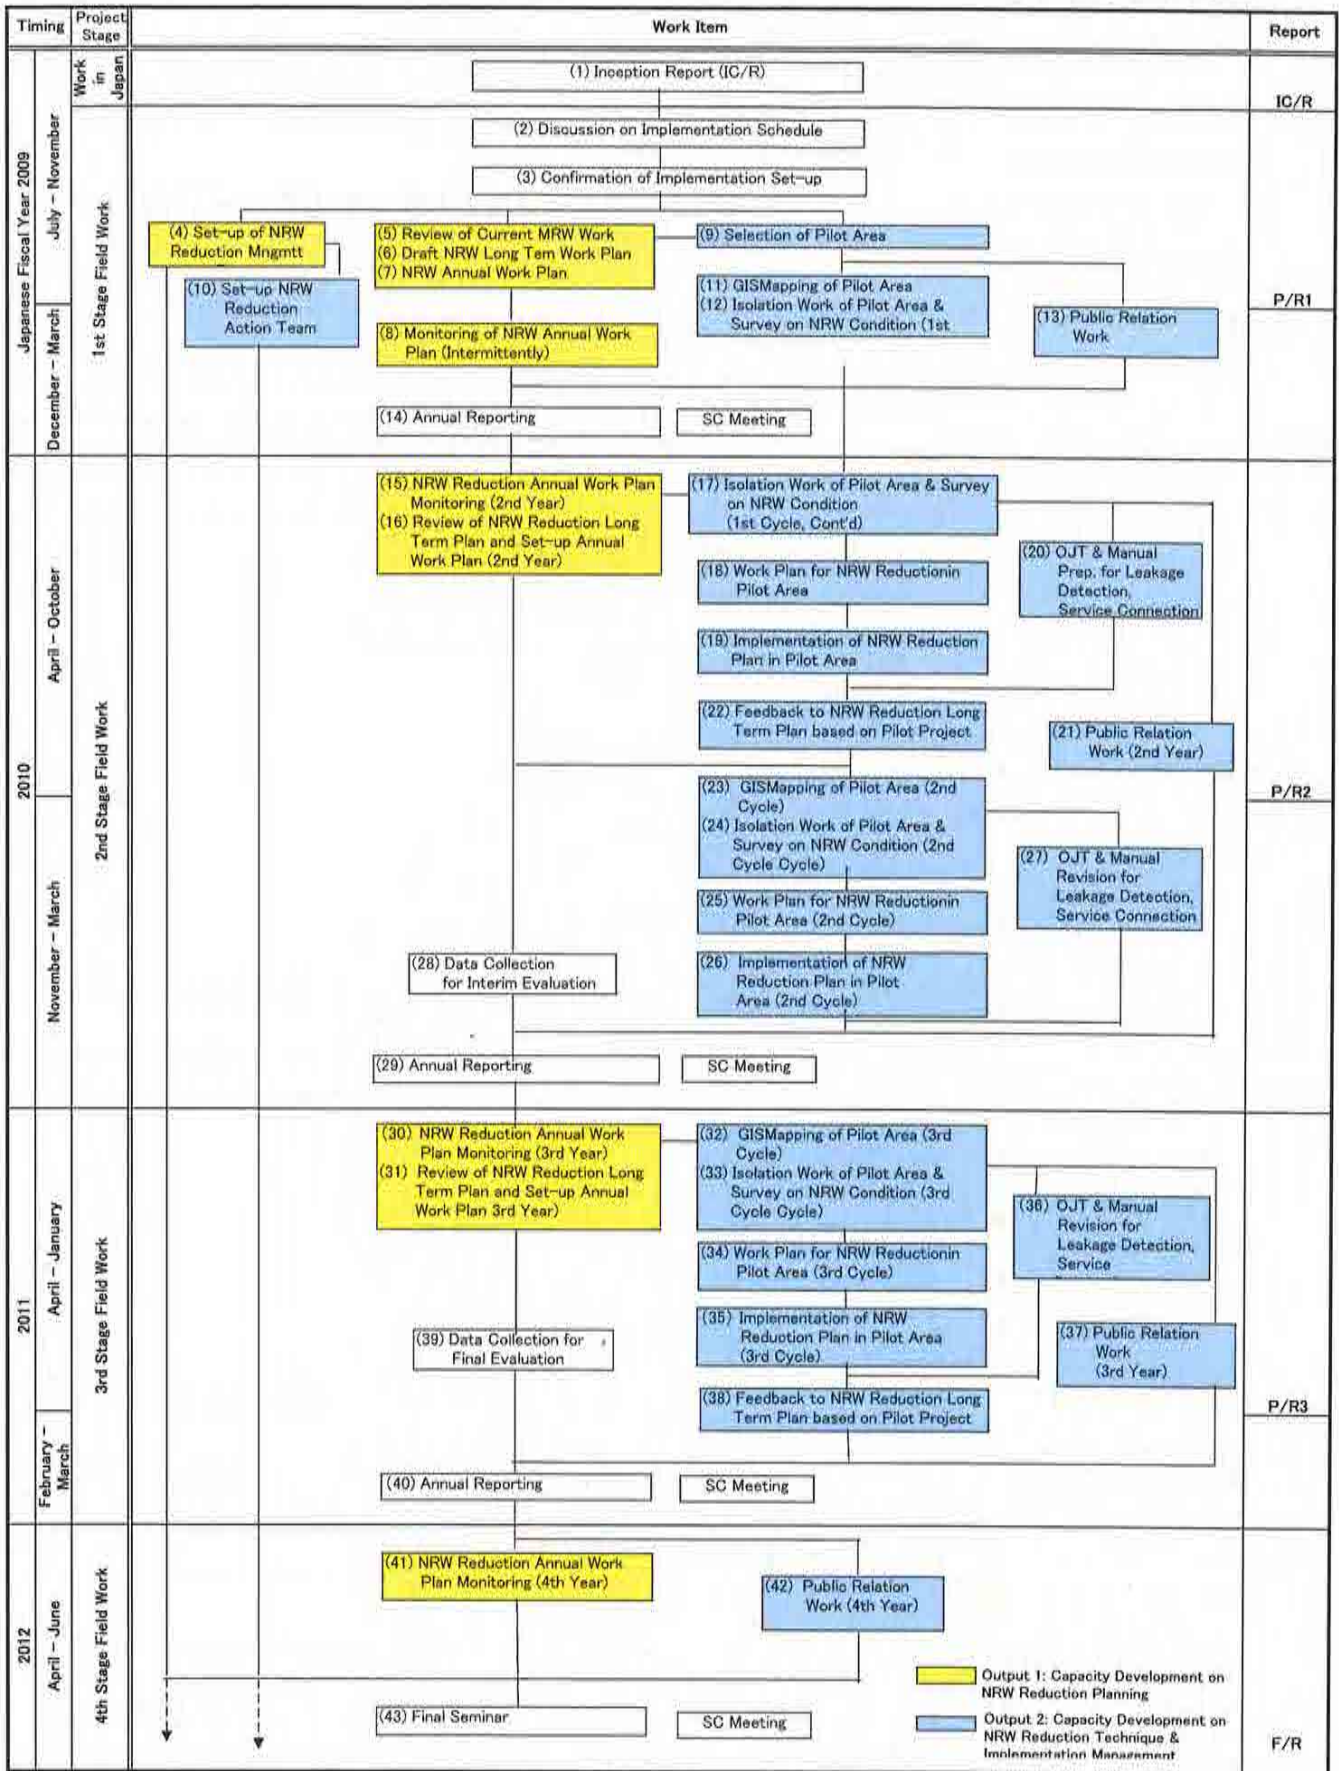 Timing
Project
Stage
Work Item
Report
Japanese Fiscal Year 2009
July - November
December - March
Work
in
Japan
1st Stage Field Work
(1) Inception Report (IC/R)
IC/R
(2) Discussion on Implementation Schedule
(3) Confirmation of Implementation Set-up
(4) Set-up of NRW
Reduction Mngmtt
(5) Review of Current MRW Work
(6) Draft NRW Long Tem Work Plan
(7) NRW Annual Work Plan
(9) Selection of Pilot Area
(10) Set-up NRW
Reduction
Action Team
(11) GISMapping of Pilot Area
(12) Isolation Work of Pilot Area &
Survey on NRW Condition (1st
(13) Public Relation
Work
P/R1
(8) Monitoring of NRW Annual Work
Plan (Intermittently)
(14) Annual Reporting
SC Meeting
2010
April - October
November - March
2nd Stage Field Work
(15) NRW Reduction Annual Work Plan
Monitoring (2nd Year)
(16) Review of NRW Reduction Long
Term Plan and Set-up Annual
Work Plan (2nd Year)
(17) Isolation Work of Pilot Area & Survey
on NRW Condition
(1st Cycle, Cont'd)
(18) Work Plan for NRW Reductionin
Pilot Area
(20) OJT & Manual
Prep. for Leakage
Detection,
Service Connection
(19) Implementation of NRW Reduction
Plan in Pilot Area
(22) Feedback to NRW Reduction Long
Term Plan based on Pilot Project
(21) Public Relation
Work (2nd Year)
P/R2
(23) GISMapping of Pilot Area (2nd
Cycle)
(24) Isolation Work of Pilot Area &
Survey on NRW Condition (2nd
Cycle Cycle)
(27) OJT & Manual
Revision for
Leakage Detection,
Service Connection
(25) Work Plan for NRW Reductionin
Pilot Area (2nd Cycle)
(28) Data Collection
for Interim Evaluation
(26) Implementation of NRW
Reduction Plan in Pilot
Area (2nd Cycle)
(29) Annual Reporting
SC Meeting
2011
April - January
February -
March
3rd Stage Field Work
(30) NRW Reduction Annual Work
Plan Monitoring (3rd Year)
(31) Review of NRW Reduction Long
Term Plan and Set-up Annual
Work Plan 3rd Year)
(32) GISMapping of Pilot Area (3rd
Cycle)
(33) Isolation Work of Pilot Area &
Survey on NRW Condition (3rd
Cycle Cycle)
(36) OJT & Manual
Revision for
Leakage Detection,
Service
(34) Work Plan for NRW Reductionin
Pilot Area (3rd Cycle)
(39) Data Collection for
Final Evaluation
(35) Implementation of NRW
Reduction Plan in Pilot Area
(3rd Cycle)
(37) Public Relation
Work
(3rd Year)
(38) Feedback to NRW Reduction Long
Term Plan based on Pilot Project
P/R3
(40) Annual Reporting
SC Meeting
2012
April - June
4th Stage Field Work
(41) NRW Reduction Annual Work
Plan Monitoring (4th Year)
(42) Public Relation
Work (4th Year)
(43) Final Seminar
SC Meeting
Output 1: Capacity Development on
NRW Reduction Planning
Output 2: Capacity Development on
NRW Reduction Technique &
Implementation Management
F/R